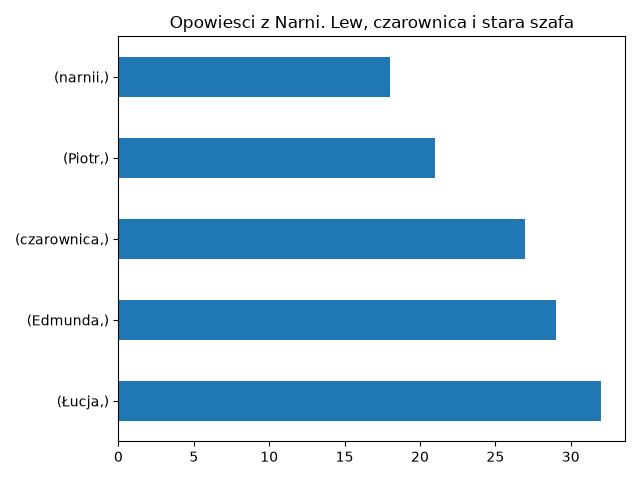 Opowiesci z Narni. Lew, czarownica i stara szafa
(narnii,)
(Piotr,)
(czarownica,)
(Edmunda,)
(Łucja,)
0 5 10 15 20 25 30